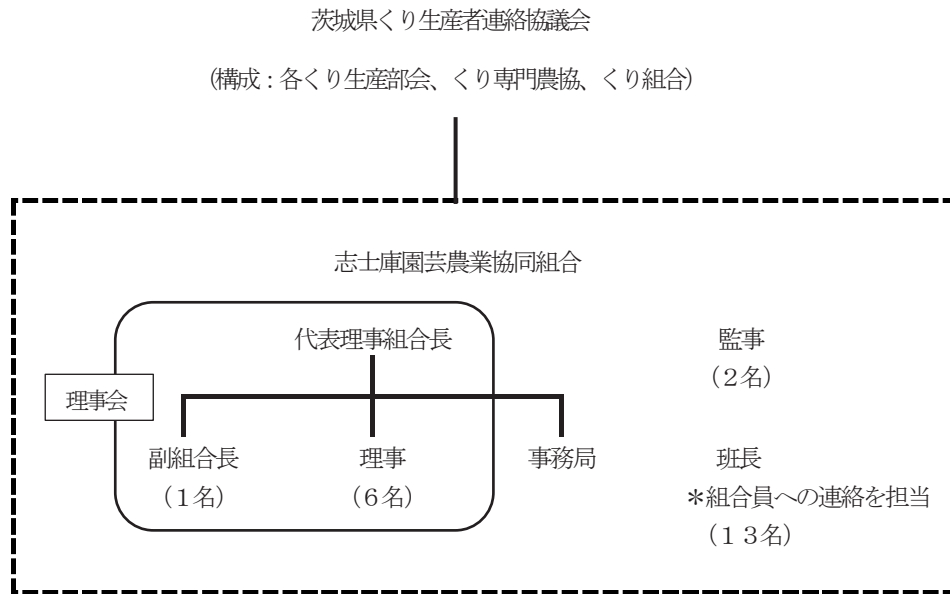 茨城県くり生産者連絡協議会
(構成：各くり生産部会、くり専門農協、くり組合)
志士庫園芸農業協同組合
代表理事組合長
監事
（２名）
理事会
副組合長
（１名）
理事
（６名）
事務局
班長
＊組合員への連絡を担当
（１３名）